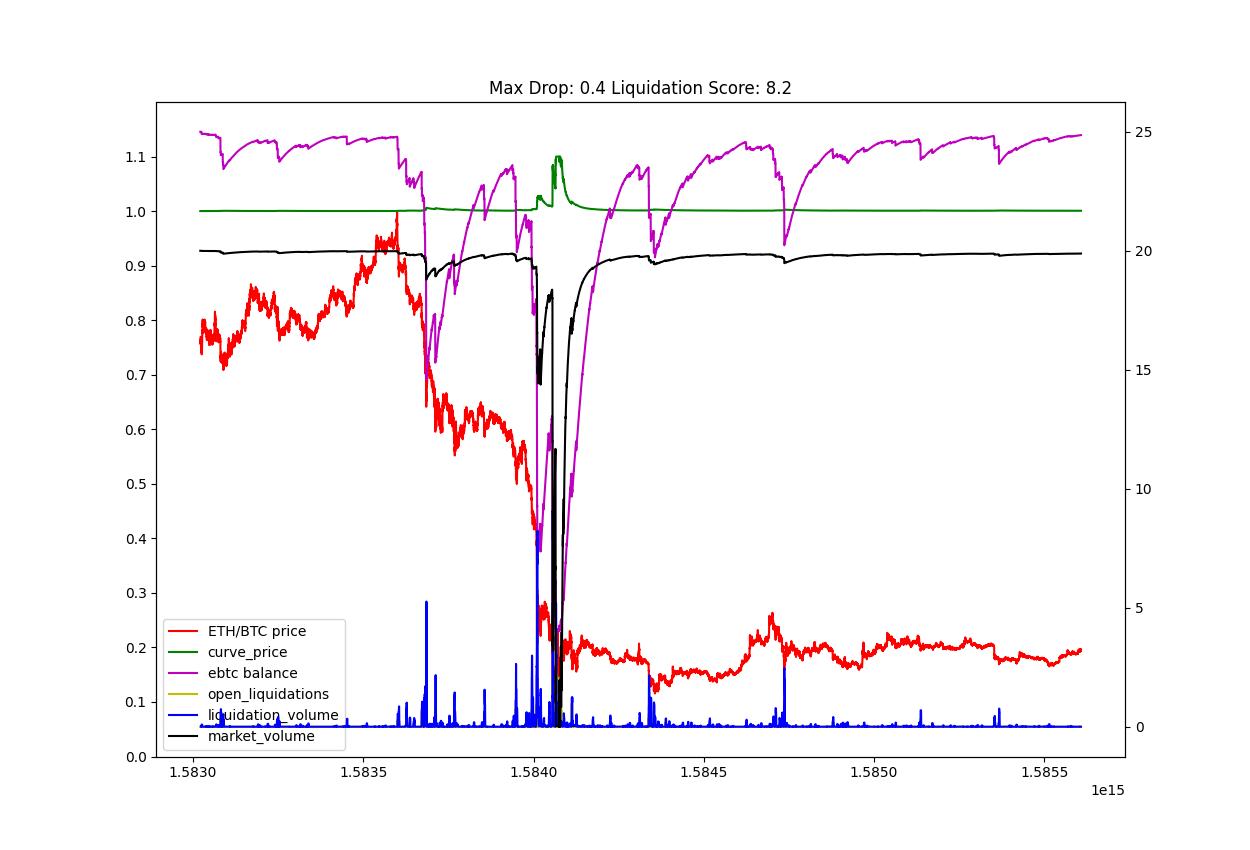 Max Drop: 0.4 Liquidation Score: 8.2
1.1
1.0
0.9
0.8
0.7
0.6
0.5
0.4
0.3
0.2
0.1
0.0
25
20
15
10
5
0
ETH/BTC price
curve_price
ebtc balance
open_liquidations
liquidation_volume
market_volume
1.5830 1.5835 1.5840 1.5845 1.5850 1.5855
1e15